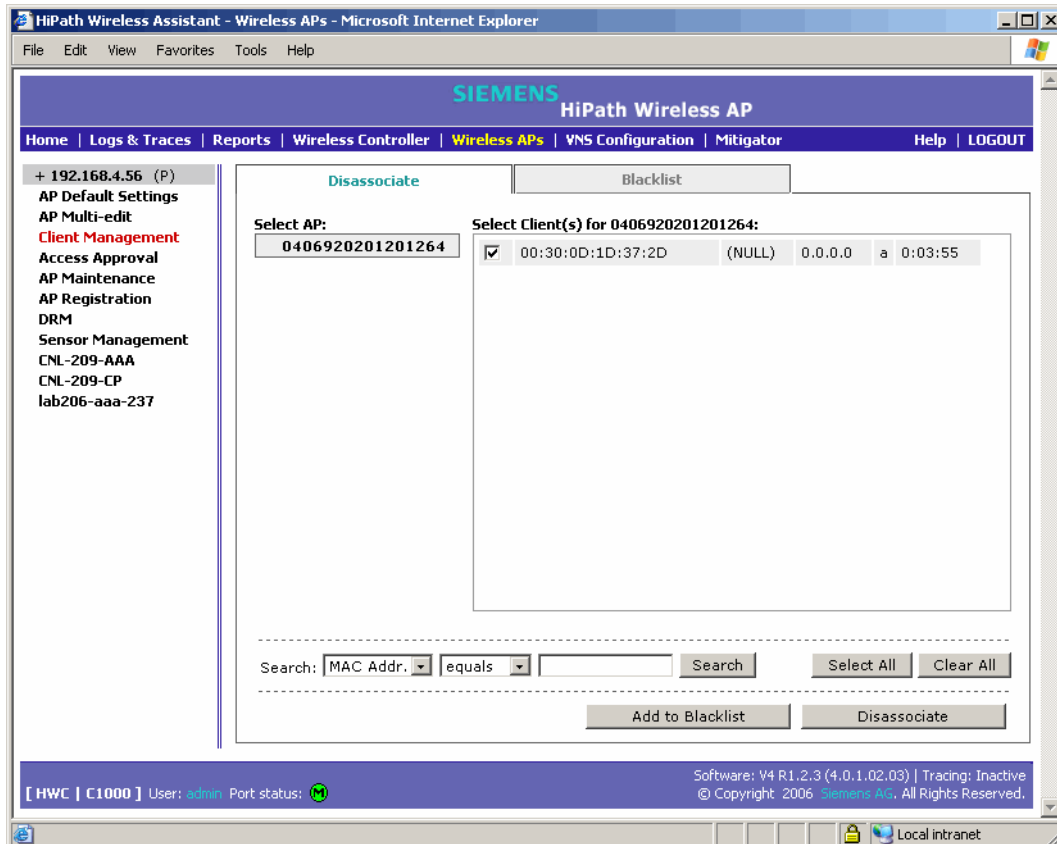 HiPath Wireless Assistant - Wireless APs - Microsoft Internet Explorer
File Edit View Favorites Tools Help
SIEMENS
HiPath Wireless AP
Home | Logs & Traces | Reports | Wireless Controller | Wireless APs | VNS Configuration | Mitigator Help | LOGOUT
+ 192.168.4.56 (P)
AP Default Settings
AP Multi-edit
Client Management
Access Approval
AP Maintenance
AP Registration
DRM
Sensor Management
CNL-209-AAA
CNL-209-CP
lab206-aaa-237
Disassociate Blacklist
Select AP: Select Client(s) for 0406920201201264:
0406920201201264
00:30:0D:1D:37:2D (NULL) 0.0.0.0 a 0:03:55
Search: MAC Addr. equals Search Select All Clear All
Add to Blacklist Disassociate
Software: V4 R1.2.3 (4.0.1.02.03) | Tracing: Inactive
[ HWC | C1000 ] User: admin Port status: M © Copyright 2006 Siemens AG. All Rights Reserved.
Local intranet